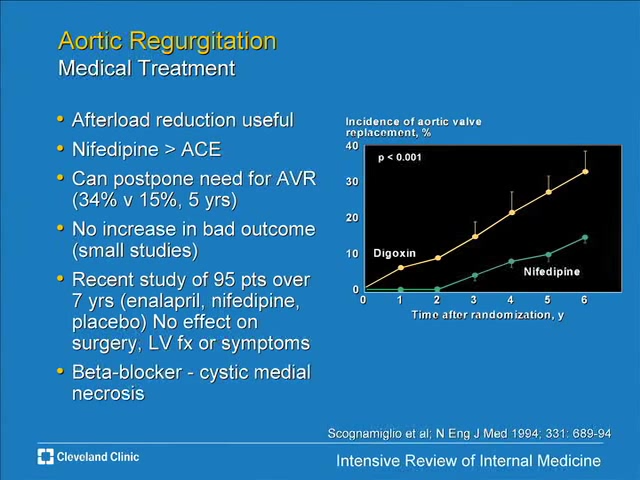 Aortic Regurgitation
Medical Treatment
• Afterload reduction useful
• Nifedipine > ACE
• Can postpone need for AVR
(34% v 15%, 5 yrs)
• No increase in bad outcome
(small studies)
• Recent study of 95 pts over
7 yrs (enalapril, nifedipine,
placebo) No effect on
surgery, LV fx or symptoms
• Beta-blocker - cystic medial
necrosis
Incidence of aortic valve
replacement, %
40
p < 0.001
30
20
10
0
Digoxin
Nifedipine
0 1 2 3 4 5 6
Time after randomization, y
Scognamiglio et al; N Eng J Med 1994; 331: 689-94
Cleveland Clinic
Intensive Review of Internal Medicine